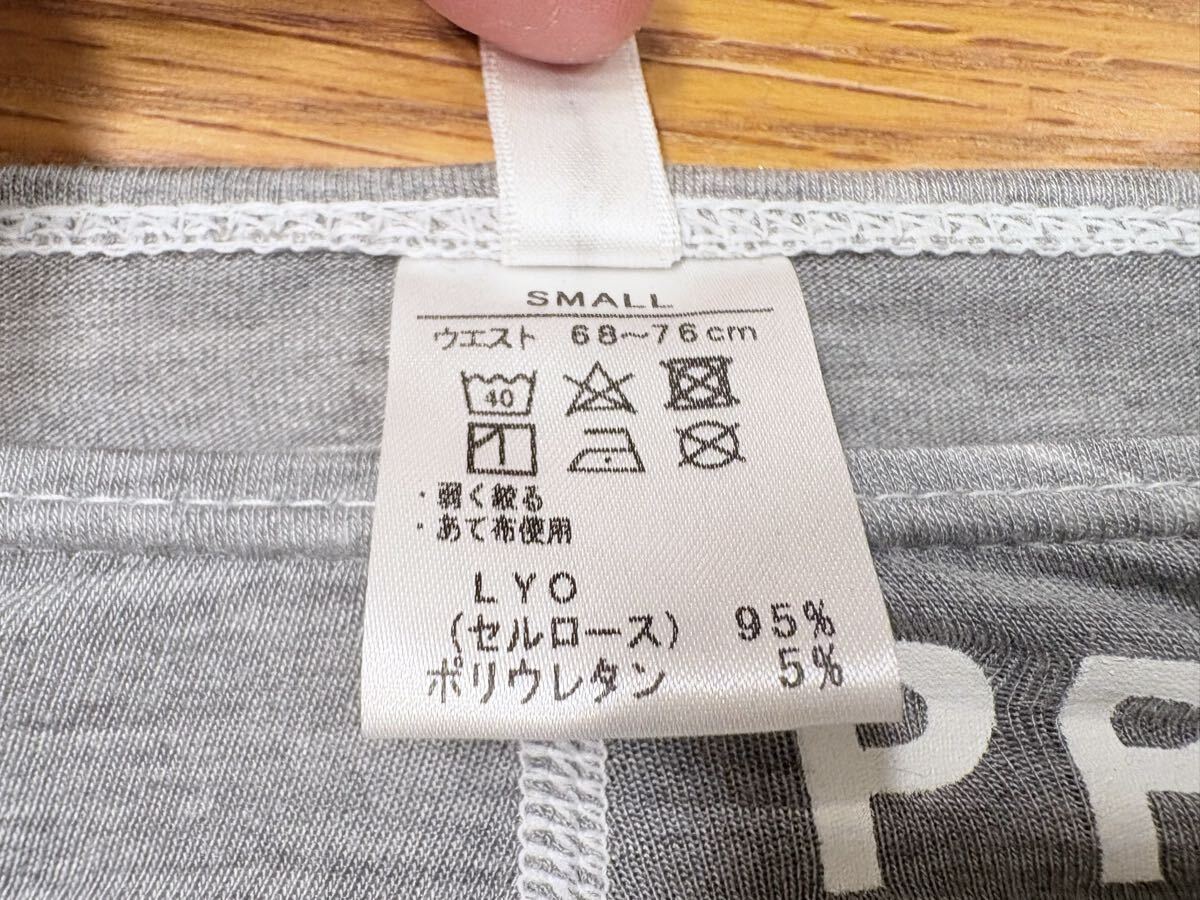 SMALL
ウエスト 68〜76cm
40
・弱く絞る
・あて布使用
LYO
(セルロース) 95%
ポリウレタン 5%
P